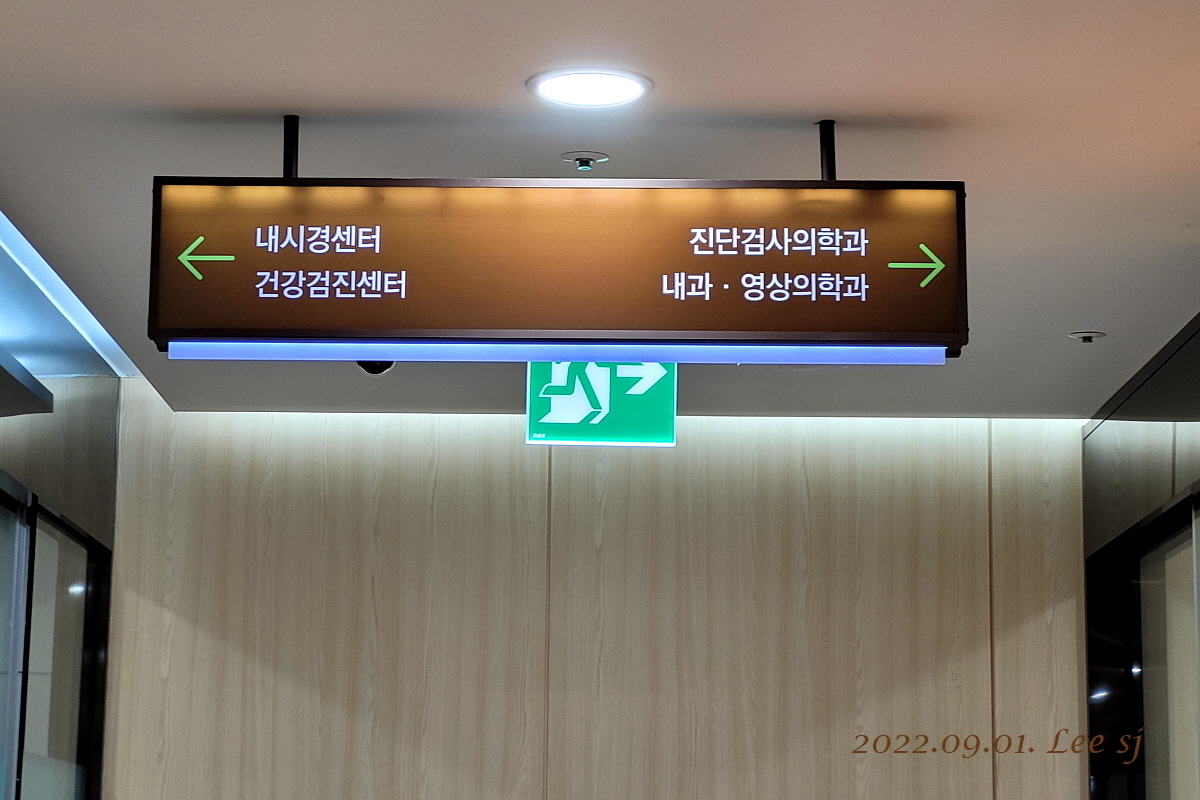 내시경센터
건강검진센터
진단검사의학과
내과 · 영상의학과
2022.09.01. Lee sj